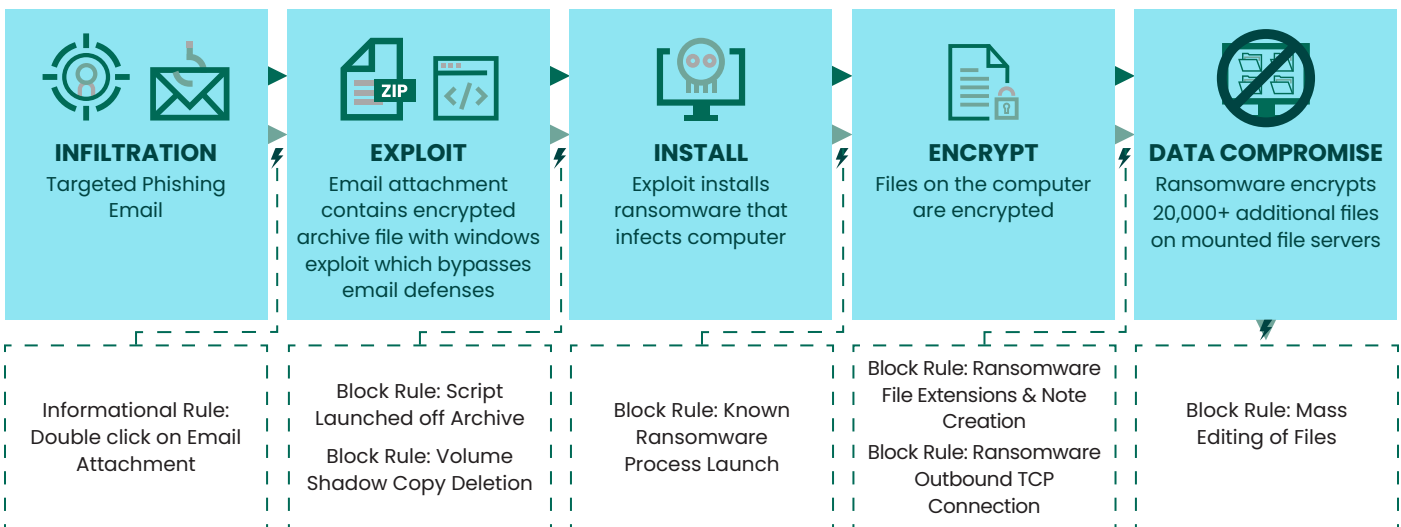 ZIP
INFILTRATION
Targeted Phishing
Email
EXPLOIT
Email attachment
contains encrypted
archive file with windows
exploit which bypasses
email defenses
INSTALL
Exploit installs
ransomware that
infects computer
ENCRYPT
Files on the computer
are encrypted
DATA COMPROMISE
Ransomware encrypts
20,000+ additional files
on mounted file servers
Informational Rule:
Double click on Email
Attachment
Block Rule: Script
Launched off Archive
Block Rule: Volume
Shadow Copy Deletion
Block Rule: Known
Ransomware
Process Launch
Block Rule: Ransomware
File Extensions & Note
Creation
Block Rule: Ransomware
Outbound TCP
Connection
Block Rule: Mass
Editing of Files